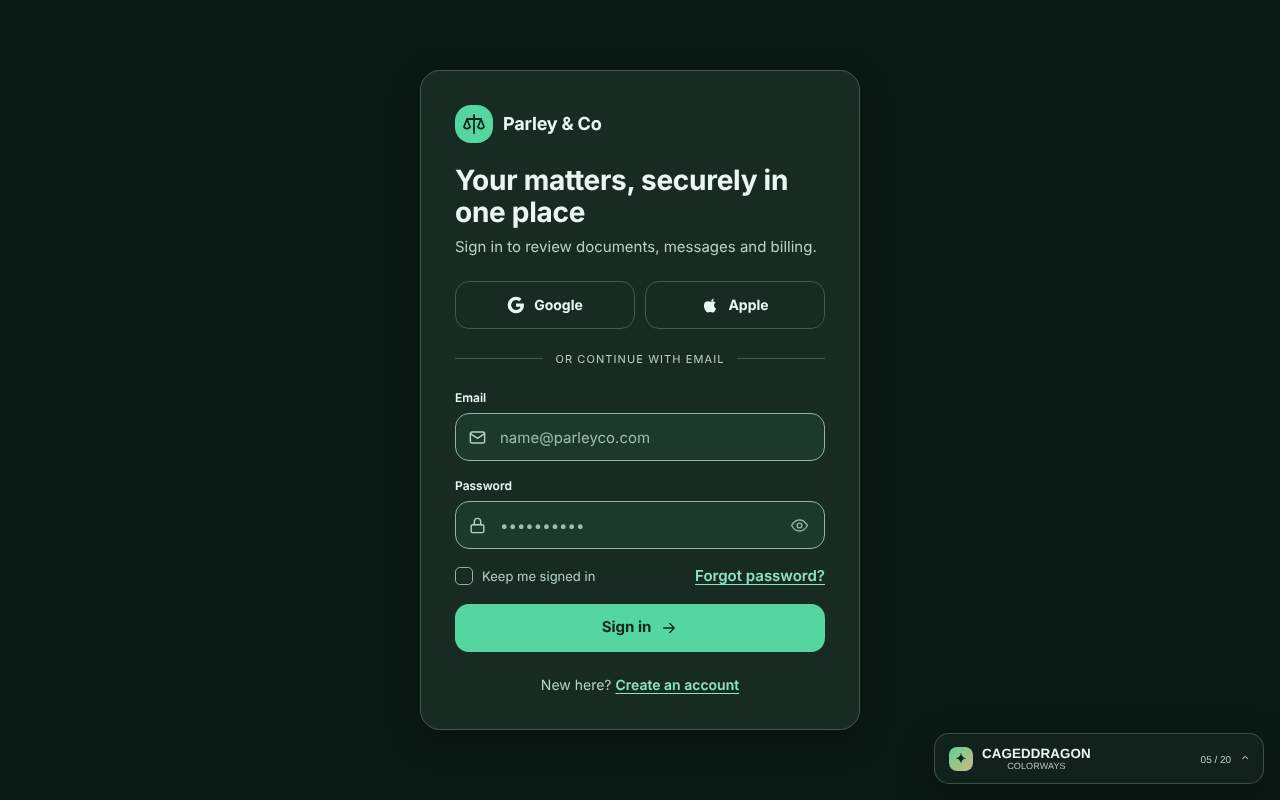 Parley & Co
Your matters, securely in
one place
Sign in to review documents, messages and billing.
Google
Apple
OR CONTINUE WITH EMAIL
Email
name@parleyco.com
Password
••••••••••
Keep me signed in
Forgot password?
Sign in
New here? Create an account
CAGEDDRAGON
COLORWAYS
05 / 20